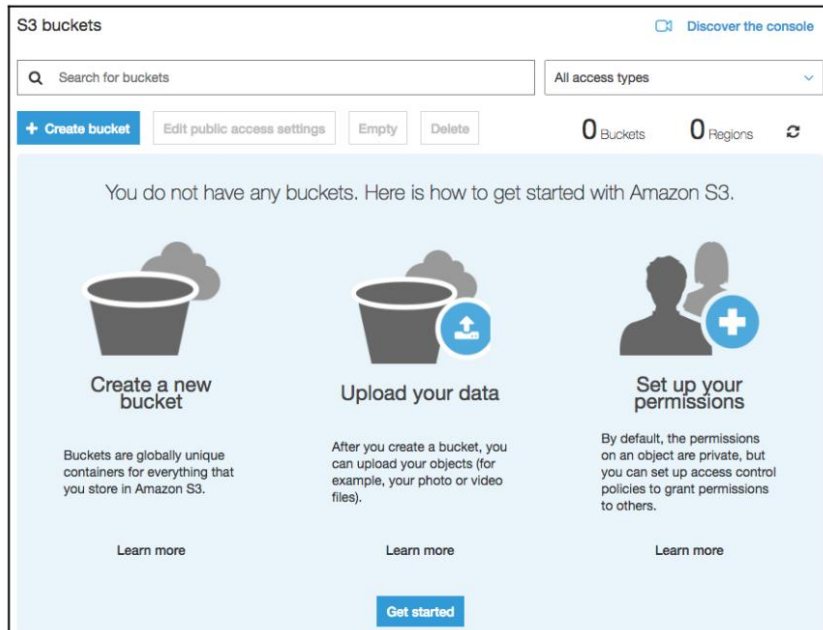 S3 buckets
Discover the console
Search for buckets
All access types
+ Create bucket
Edit public access settings
Empty
Delete
0 Buckets
0 Regions
You do not have any buckets. Here is how to get started with Amazon S3.
Create a new
bucket
Buckets are globally unique
containers for everything that
you store in Amazon S3.
Learn more
Upload your data
After you create a bucket, you
can upload your objects (for
example, your photo or video
files).
Learn more
Set up your
permissions
By default, the permissions
on an object are private, but
you can set up access control
policies to grant permissions
to others.
Learn more
Get started